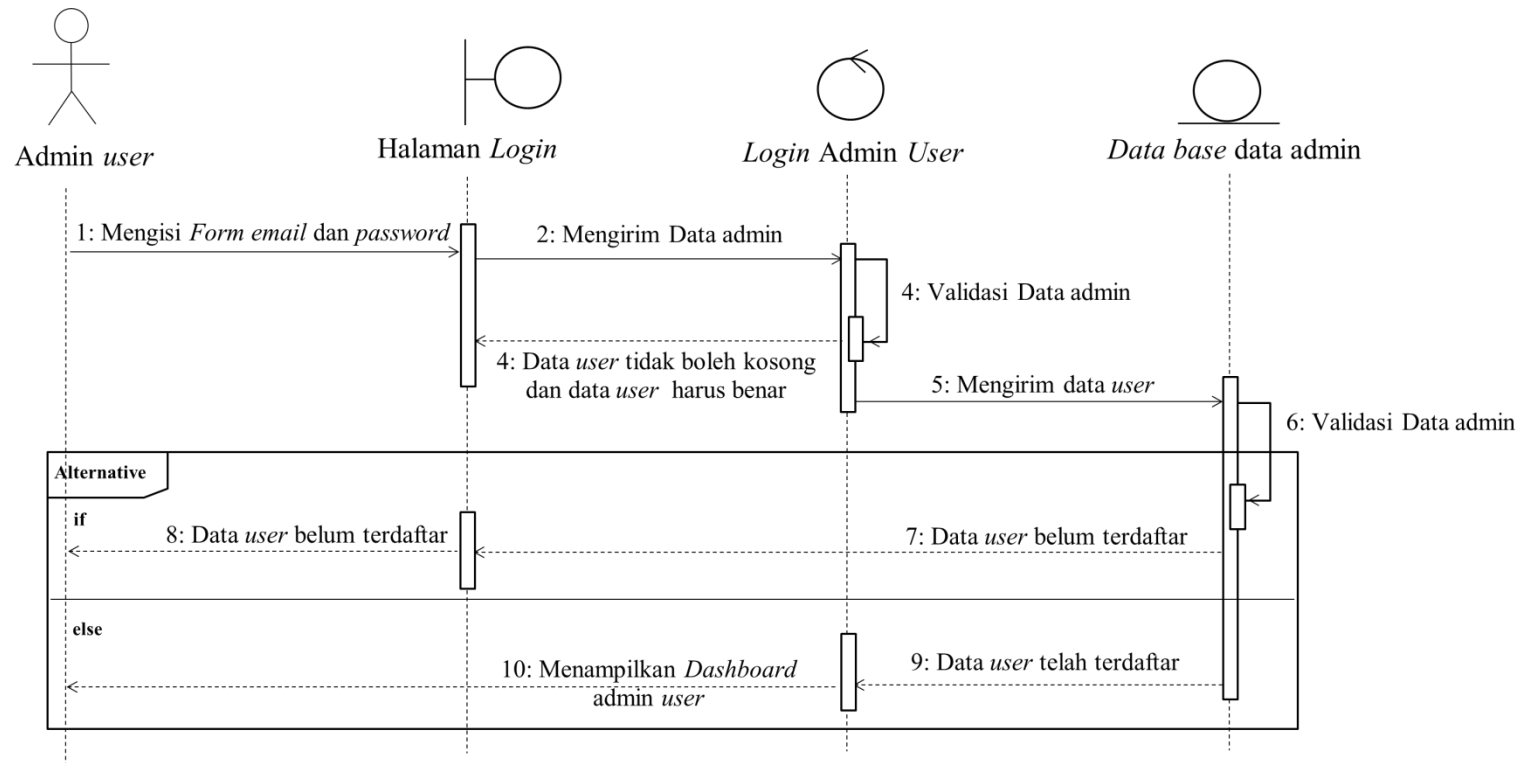 Admin user
Halaman Login
Login Admin User
Data base data admin
1: Mengisi Form email dan password
2: Mengirim Data admin
4: Validasi Data admin
4: Data user tidak boleh kosong
dan data user harus benar
5: Mengirim data user
6: Validasi Data admin
Alternative
if
8: Data user belum terdaftar
7: Data user belum terdaftar
else
10: Menampilkan Dashboard
admin user
9: Data user telah terdaftar